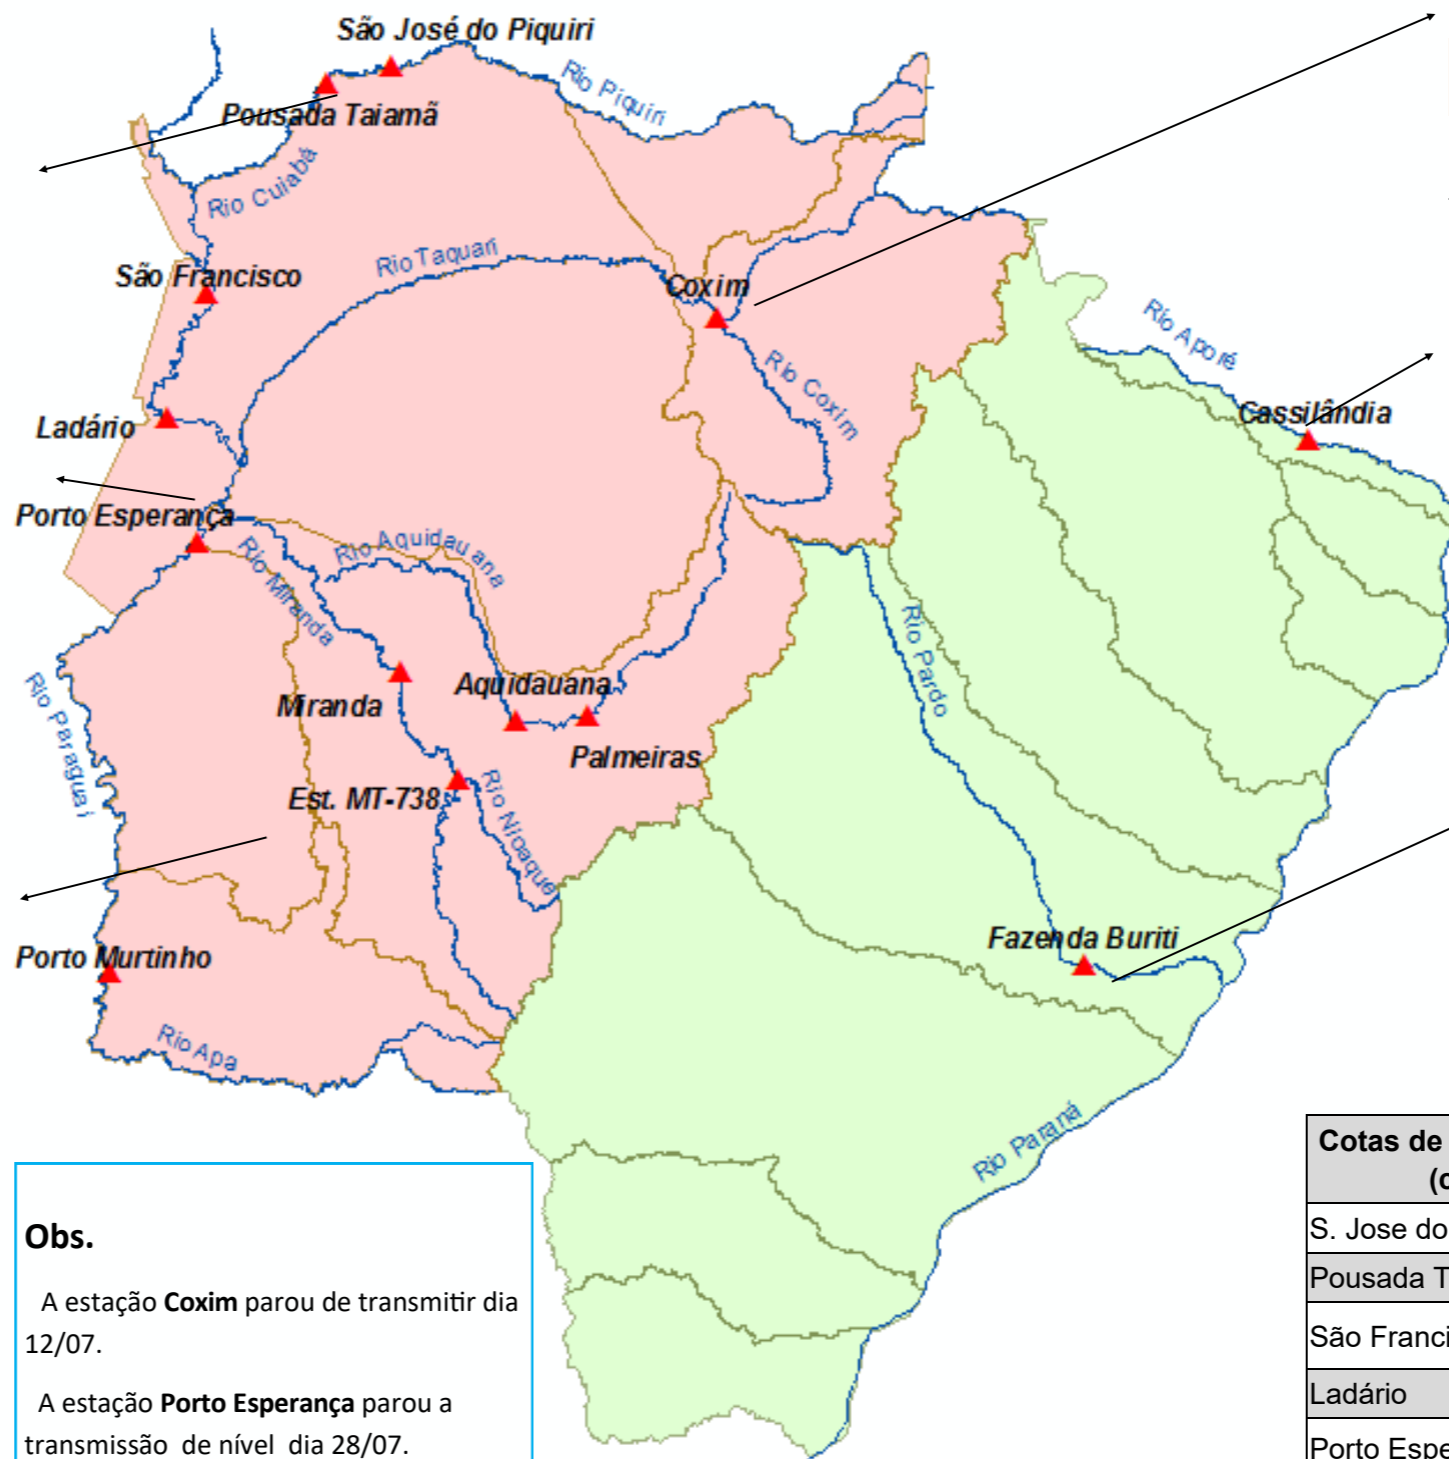 São José do Piquiri
Rio Piquiri
Pousada Taiamã
Rio Cuiabá
São Francisco
Rio Taquari
Coxim
Rio Aporé
Rio Coxim
Cassilândia
Ladário
Porto Esperança
Rio Aquidauana
Rio Miranda
Rio Pardo
Rio Paraguai
Aquidauana
Miranda
Palmeiras
Est. MT-738
Rio Nioaque
Fazenda Buriti
Porto Murtinho
Rio Apa
Rio Paraná
Obs.
A estação Coxim parou de transmitir dia
12/07.
A estação Porto Esperança parou a
transmissão de nível dia 28/07.
Cotas de
(c
S. Jose do
Pousada T
São Franci
Ladário
Porto Espe